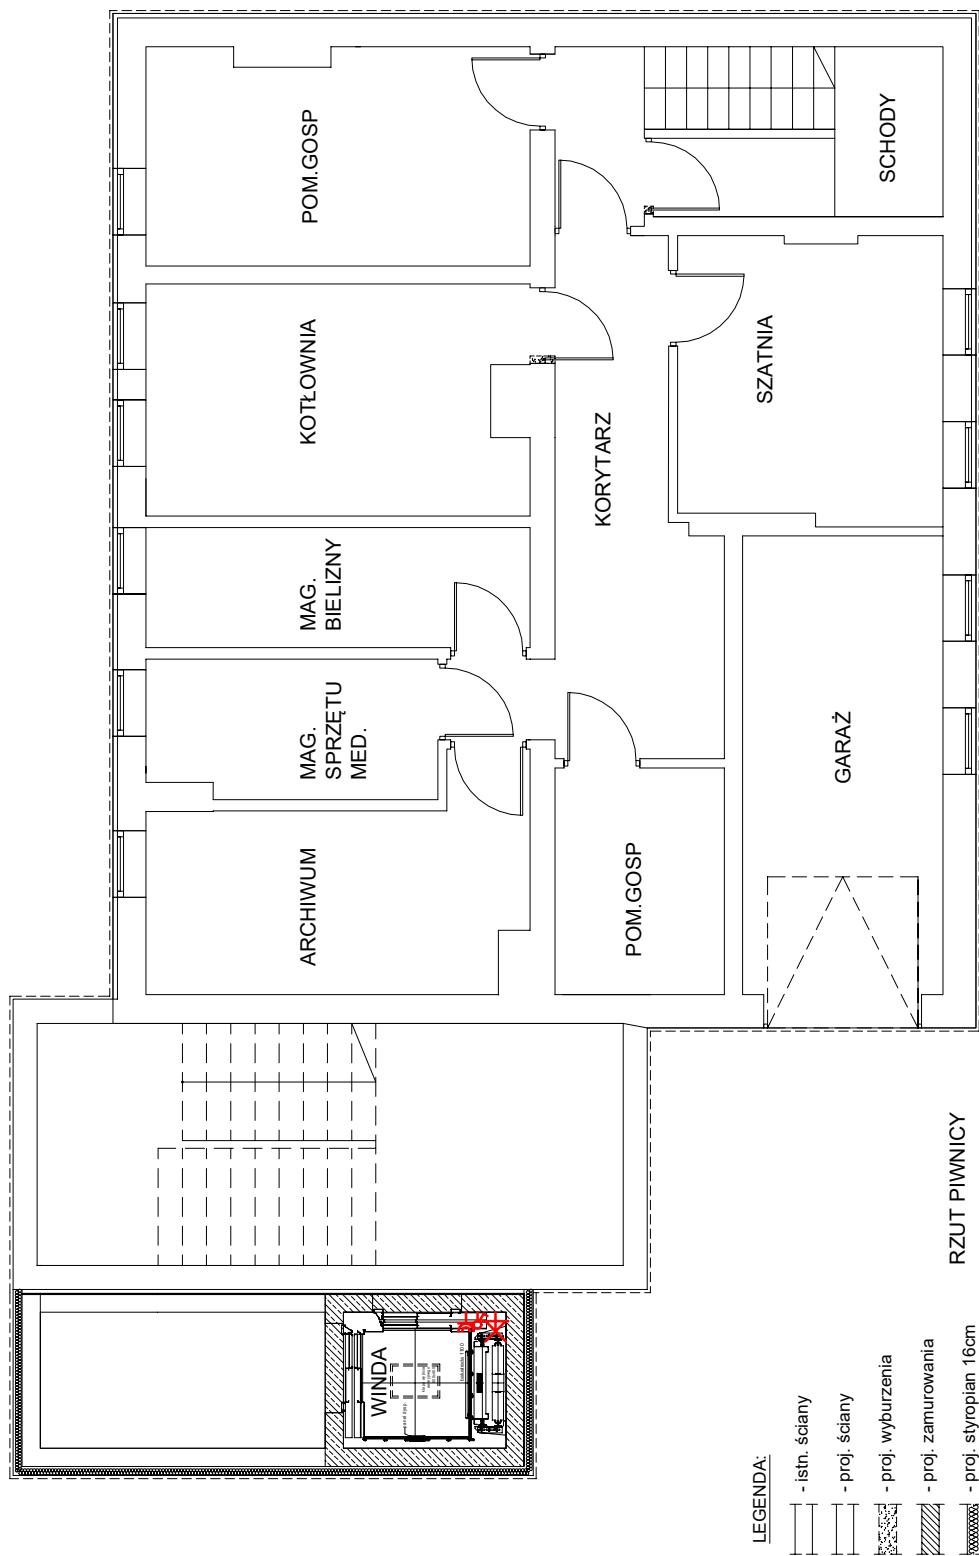 POM.GOSP
SCHODY
KOTŁOWNIA
SZATNIA
KORYTARZ
MAG.
BIELIZNY
MAG.
SPRZĘTU
MED.
GARAŻ
ARCHIWUM
POM.GOSP
WINDA
RZUT PIWNICY
LEGENDA:
- istn. ściany
- proj. ściany
- proj. wyburzenia
- proj. zamurowania
- proj. styropian 16cm